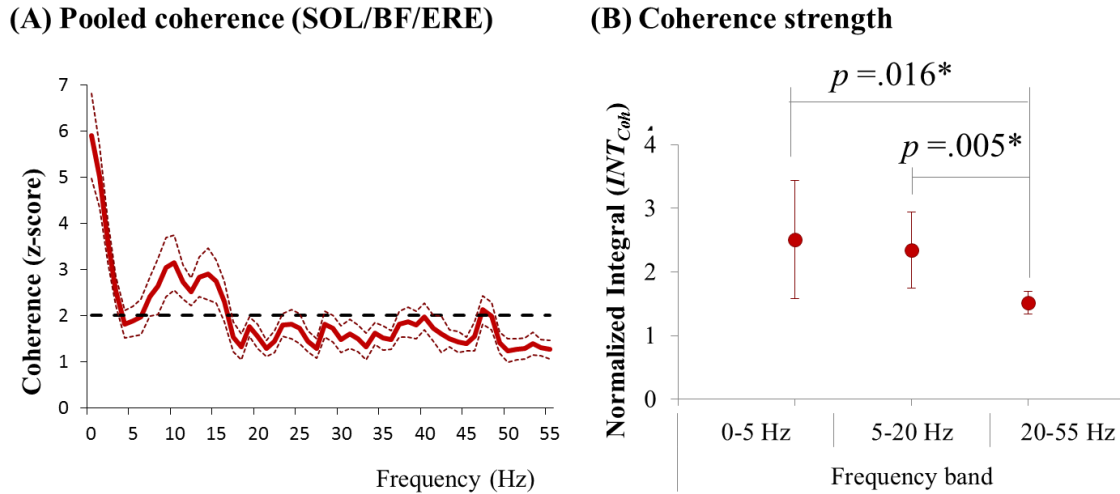 (A) Pooled coherence (SOL/BF/ERE)
7
6
5
4
3
2
1
0
Coherence (z-score)
0 5 10 15 20 25 30 35 40 45 50 55
Frequency (Hz)
(B) Coherence strength
p =.016*
p =.005*
4
3
2
1
0
Normalized Integral (INT_Coh)
0-5 Hz 5-20 Hz 20-55 Hz
Frequency band